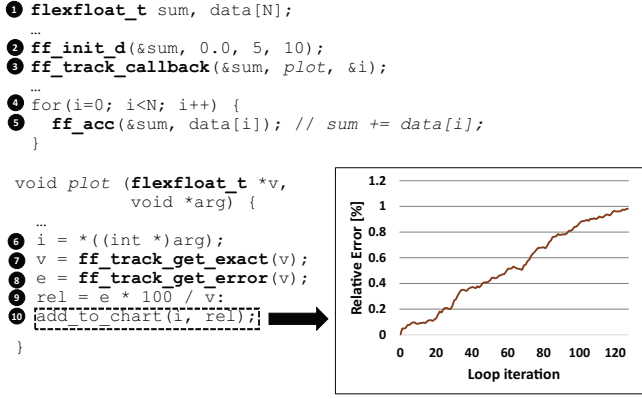 1 flexfloat_t sum, data[N];
…
2 ff_init_d(&sum, 0.0, 5, 10);
3 ff_track_callback(&sum, plot, &i);
…
4 for(i=0; i<N; i++) {
5 ff_acc(&sum, data[i]); // sum += data[i];
}
void plot (flexfloat_t *v,
void *arg) {
…
6 i = *((int *)arg);
7 v = ff_track_get_exact(v);
8 e = ff_track_get_error(v);
9 rel = e * 100 / v:
10 add_to_chart(i, rel);
}
Relative Error [%]
1.2
1
0.8
0.6
0.4
0.2
0
0 20 40 60 80 100 120
Loop iteration